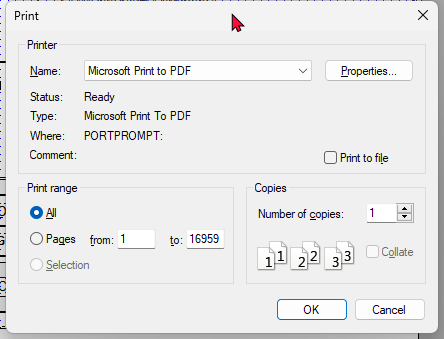 Print
Printer
Name: Microsoft Print to PDF Properties...
Status: Ready
Type: Microsoft Print To PDF
Where: PORTPROMPT:
Comment: Print to file
Print range Copies
All Number of copies: 1
Pages from: 1 to: 16959
1 1 2 2 3 3 Collate
Selection
OK Cancel